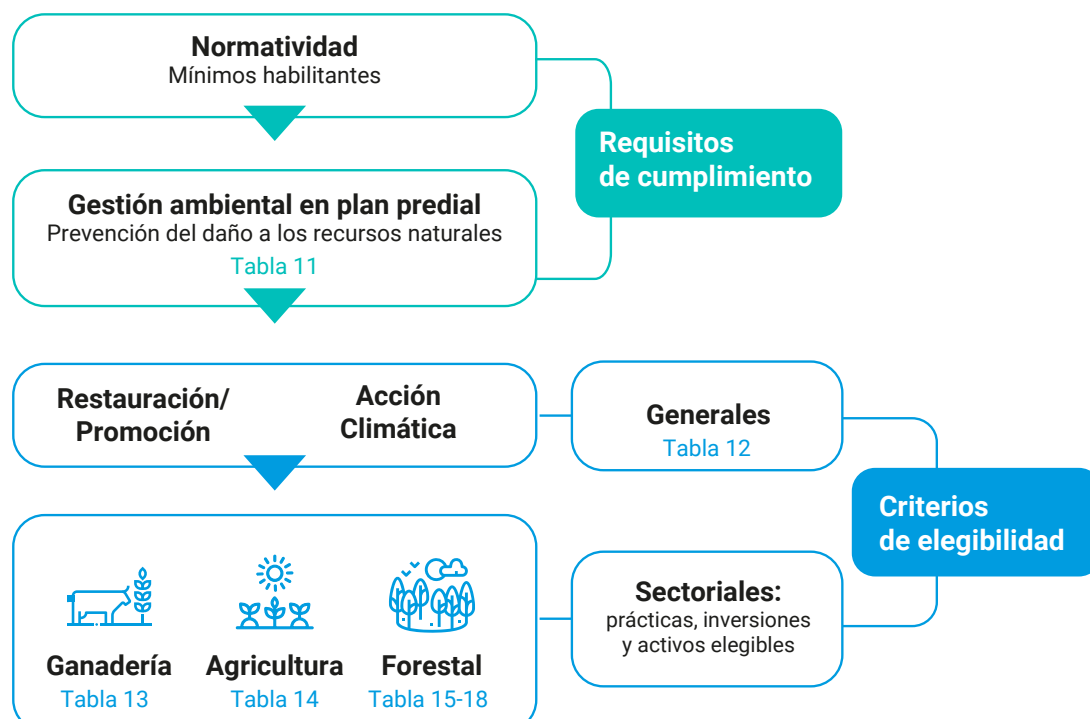 Normatividad
Mínimos habilitantes
Requisitos
de cumplimiento
Gestión ambiental en plan predial
Prevención del daño a los recursos naturales
Tabla 11
Restauración/
Promoción
Acción
Climática
Generales
Tabla 12
Criterios
de elegibilidad
Ganadería
Tabla 13
Agricultura
Tabla 14
Forestal
Tabla 15-18
Sectoriales:
prácticas, inversiones
y activos elegibles